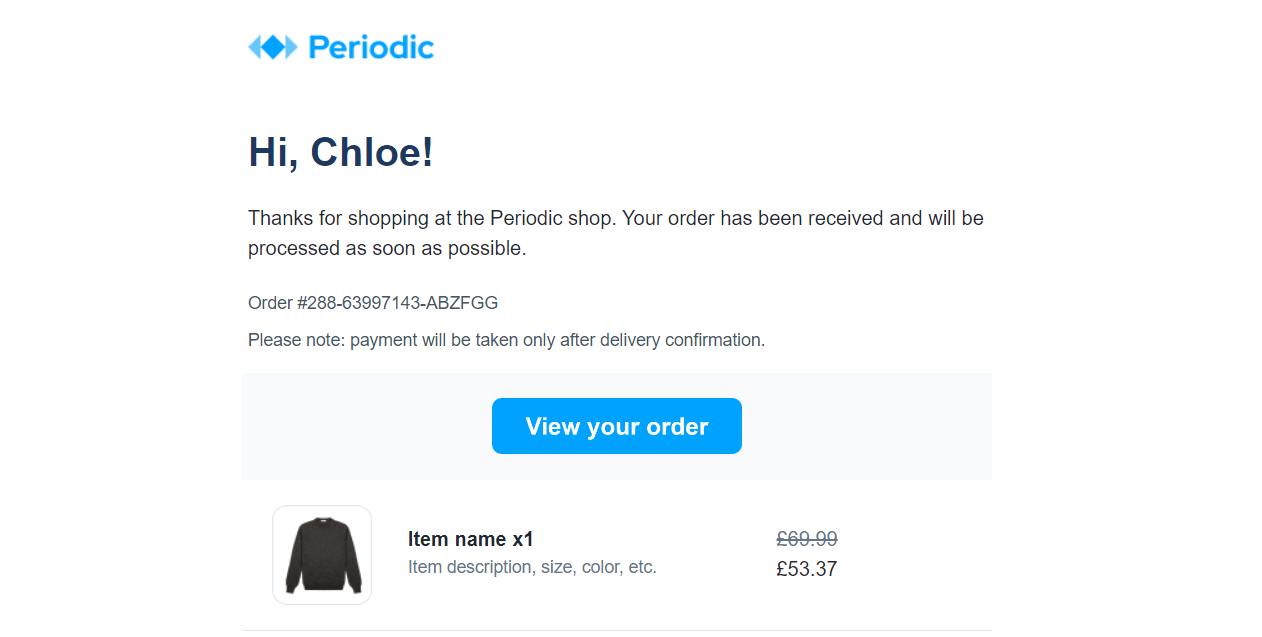 Periodic
Hi, Chloe!
Thanks for shopping at the Periodic shop. Your order has been received and will be
processed as soon as possible.
Order #288-63997143-ABZFGG
Please note: payment will be taken only after delivery confirmation.
View your order
Item name x1
£69.99
Item description, size, color, etc.
£53.37